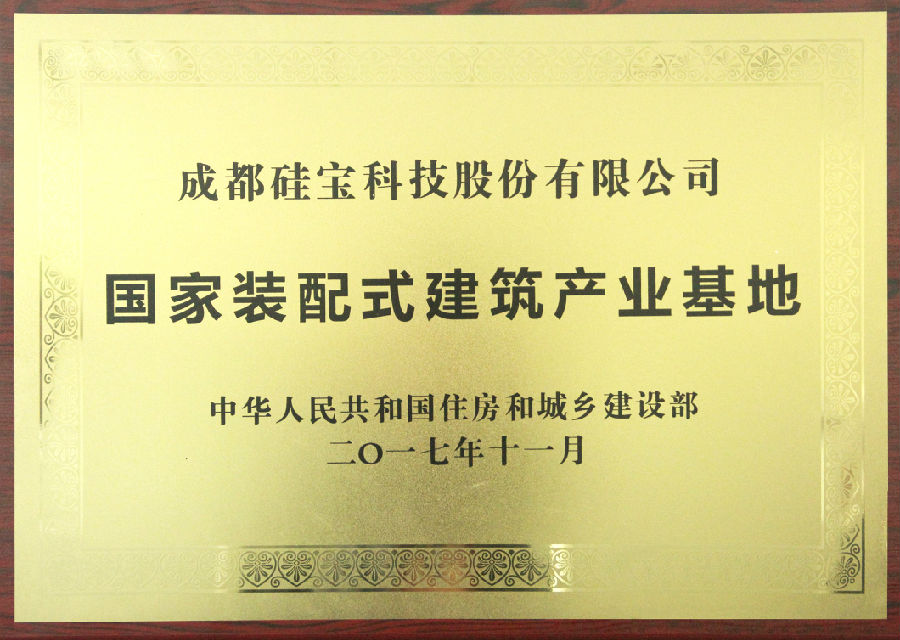 成都硅宝科技股份有限公司
国家装配式建筑产业基地
中华人民共和国住房和城乡建设部
二〇一七年十一月